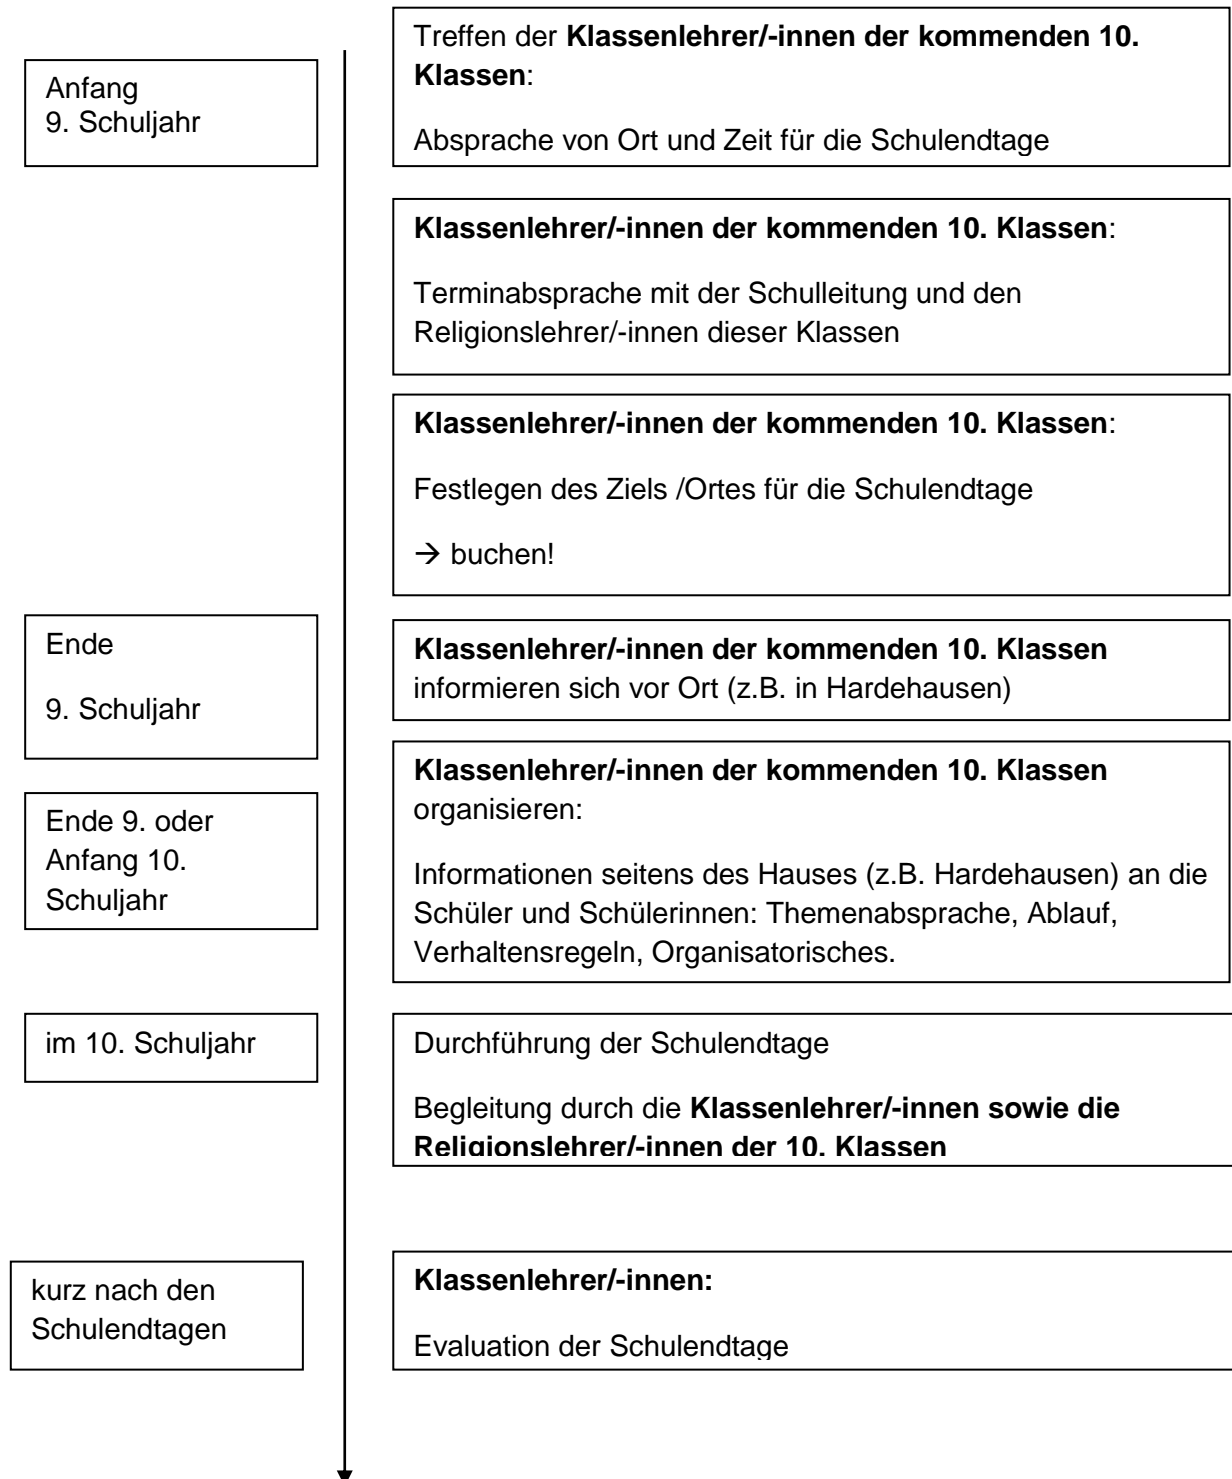 Anfang
9. Schuljahr
Treffen der Klassenlehrer/-innen der kommenden 10.
Klassen:
Absprache von Ort und Zeit für die Schulendtage
Klassenlehrer/-innen der kommenden 10. Klassen:
Terminabsprache mit der Schulleitung und den
Religionslehrer/-innen dieser Klassen
Klassenlehrer/-innen der kommenden 10. Klassen:
Festlegen des Ziels /Ortes für die Schulendtage
→ buchen!
Ende
9. Schuljahr
Klassenlehrer/-innen der kommenden 10. Klassen
informieren sich vor Ort (z.B. in Hardehausen)
Ende 9. oder
Anfang 10.
Schuljahr
Klassenlehrer/-innen der kommenden 10. Klassen
organisieren:
Informationen seitens des Hauses (z.B. Hardehausen) an die
Schüler und Schülerinnen: Themenabsprache, Ablauf,
Verhaltensregeln, Organisatorisches.
im 10. Schuljahr
Durchführung der Schulendtage
Begleitung durch die Klassenlehrer/-innen sowie die
Religionslehrer/-innen der 10. Klassen
kurz nach den
Schulendtagen
Klassenlehrer/-innen:
Evaluation der Schulendtage